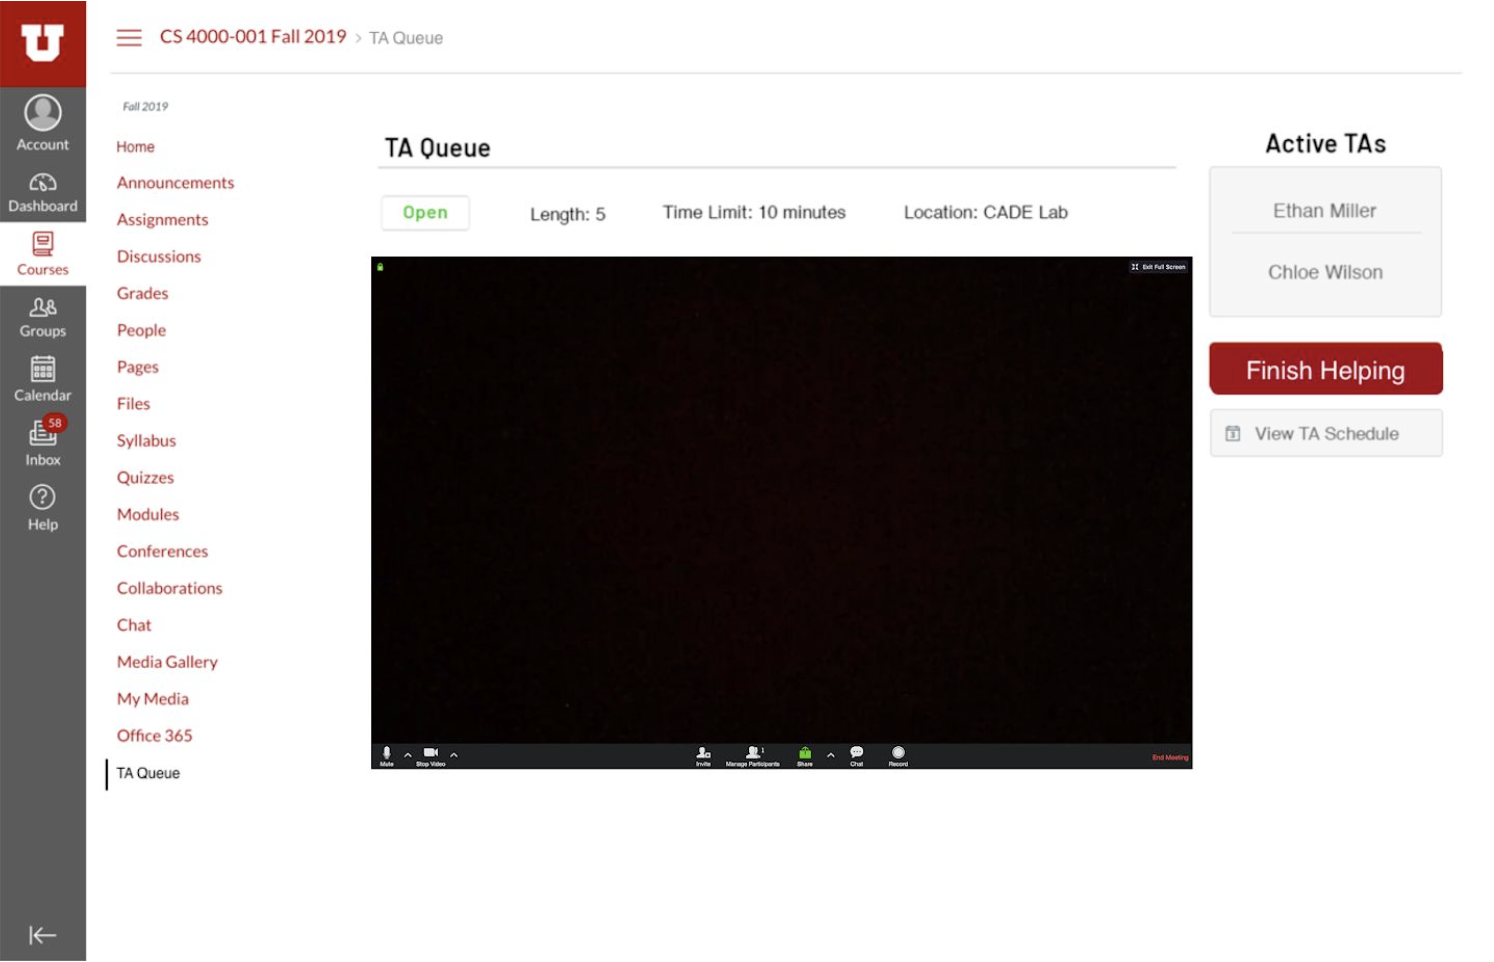 U
CS 4000-001 Fall 2019 > TA Queue
Account
Dashboard
Courses
Groups
Calendar
58
Inbox
Help
Fall 2019
Home
Announcements
Assignments
Discussions
Grades
People
Pages
Files
Syllabus
Quizzes
Modules
Conferences
Collaborations
Chat
Media Gallery
My Media
Office 365
TA Queue
TA Queue
Open
Length: 5
Time Limit: 10 minutes
Location: CADE Lab
Exit Full Screen
Mute
Stop Video
Invite
1
Manage Participants
Share
Chat
Record
End Meeting
Active TAs
Ethan Miller
Chloe Wilson
Finish Helping
View TA Schedule